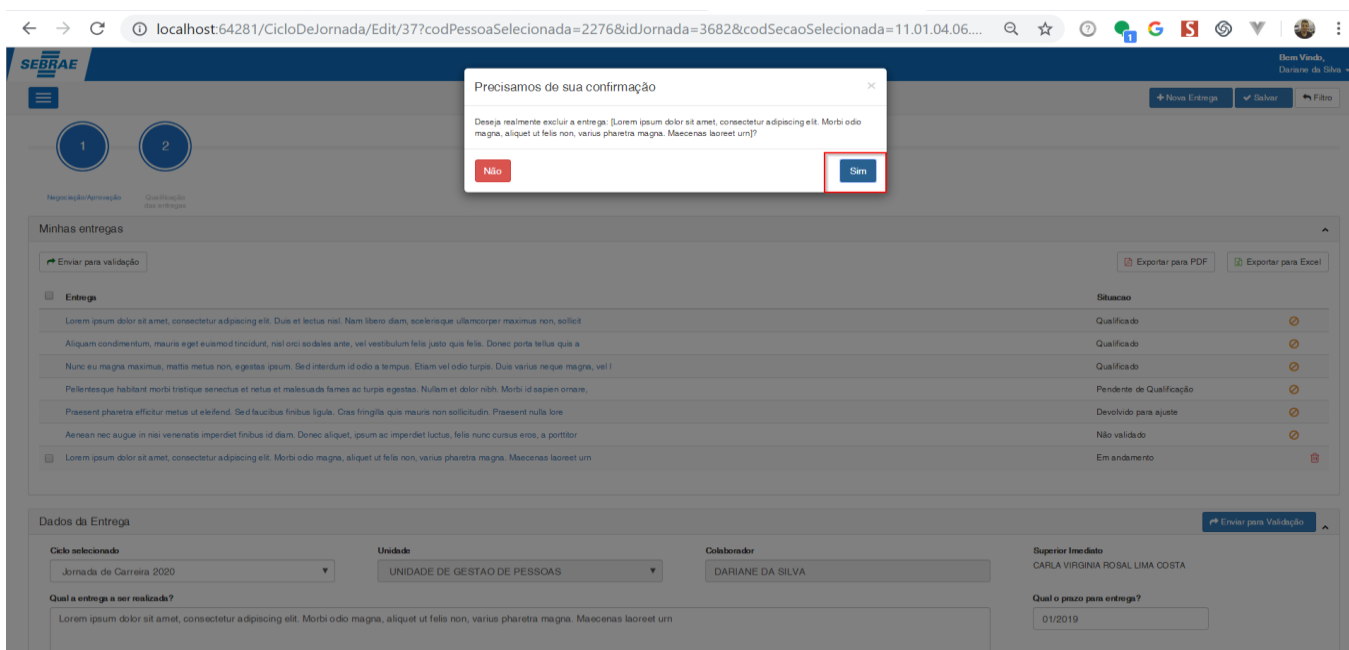 localhost:64281/CicloDeJornada/Edit/37?codPessoaSelecionada=2276&idJornada=3682&codSecaoSelecionada=11.01.04.06....
1
SEBRAE
Bem Vindo,
Dariane da Silva
Precisamos de sua confirmação
×
Deseja realmente excluir a entrega: [Lorem ipsum dolor sit amet, consectetur adipiscing elit. Morbi odio
magna, aliquet ut felis non, varius pharetra magna. Maecenas laoreet urn]?
Não
Sim
+ Nova Entrega
Salvar
Filtro
1
2
Negociação/Aprovação
Qualificação
das entregas
Minhas entregas
Enviar para validação
Exportar para PDF
Exportar para Excel
Entrega
Situacao
Lorem ipsum dolor sit amet, consectetur adipiscing elit. Duis et lectus nisl. Nam libero diam, scelerisque ullamcorper maximus non, sollicit
Qualificado
Aliquam condimentum, mauris eget euismod tincidunt, nisl orci sodales ante, vel vestibulum felis justo quis felis. Donec porta tellus quis a
Qualificado
Nunc eu magna maximus, mattis metus non, egestas ipsum. Sed interdum id odio a tempus. Etiam vel odio turpis. Duis varius neque magna, vel l
Qualificado
Pellentesque habitant morbi tristique senectus et netus et malesuada fames ac turpis egestas. Nullam et dolor nibh. Morbi id sapien ornare,
Pendente de Qualificação
Praesent pharetra efficitur metus ut eleifend. Sed faucibus finibus ligula. Cras fringilla quis mauris non sollicitudin. Praesent nulla lore
Devolvido para ajuste
Aenean nec augue in nisi venenatis imperdiet finibus id diam. Donec aliquet, ipsum ac imperdiet luctus, felis nunc cursus eros, a porttitor
Não validado
Lorem ipsum dolor sit amet, consectetur adipiscing elit. Morbi odio magna, aliquet ut felis non, varius pharetra magna. Maecenas laoreet urn
Em andamento
Dados da Entrega
Enviar para Validação
Ciclo selecionado
Unidade
Colaborador
Superior Imediato
Jornada de Carreira 2020
UNIDADE DE GESTAO DE PESSOAS
DARIANE DA SILVA
CARLA VIRGINIA ROSAL LIMA COSTA
Qual a entrega a ser realizada?
Qual o prazo para entrega?
Lorem ipsum dolor sit amet, consectetur adipiscing elit. Morbi odio magna, aliquet ut felis non, varius pharetra magna. Maecenas laoreet urn
01/2019